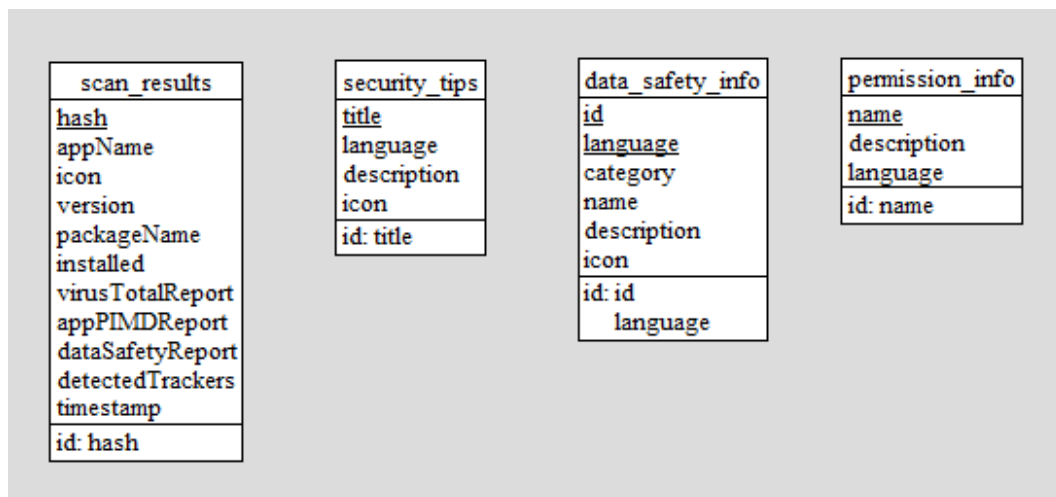 scan_results
hash
appName
icon
version
packageName
installed
virusTotalReport
appPIMDReport
dataSafetyReport
detectedTrackers
timestamp
id: hash
security_tips
title
language
description
icon
id: title
data_safety_info
id
language
category
name
description
icon
id: id
language
permission_info
name
description
language
id: name